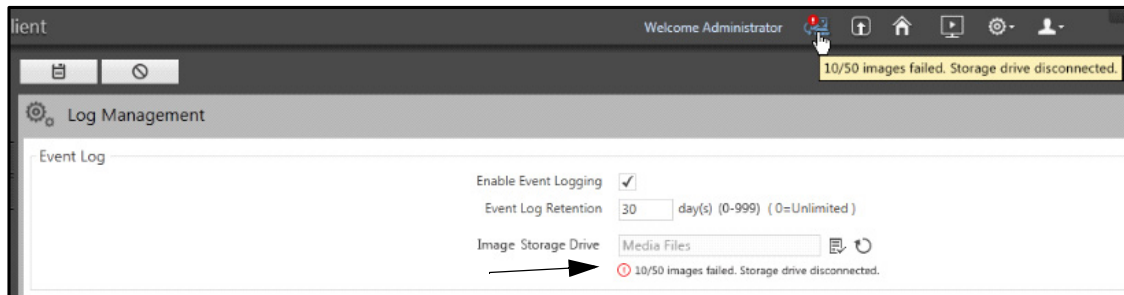 lient
Welcome Administrator
10/50 images failed. Storage drive disconnected.
Log Management
Event Log
Enable Event Logging
Event Log Retention 30 day(s) (0-999) ( 0=Unlimited )
Image Storage Drive Media Files
10/50 images failed. Storage drive disconnected.